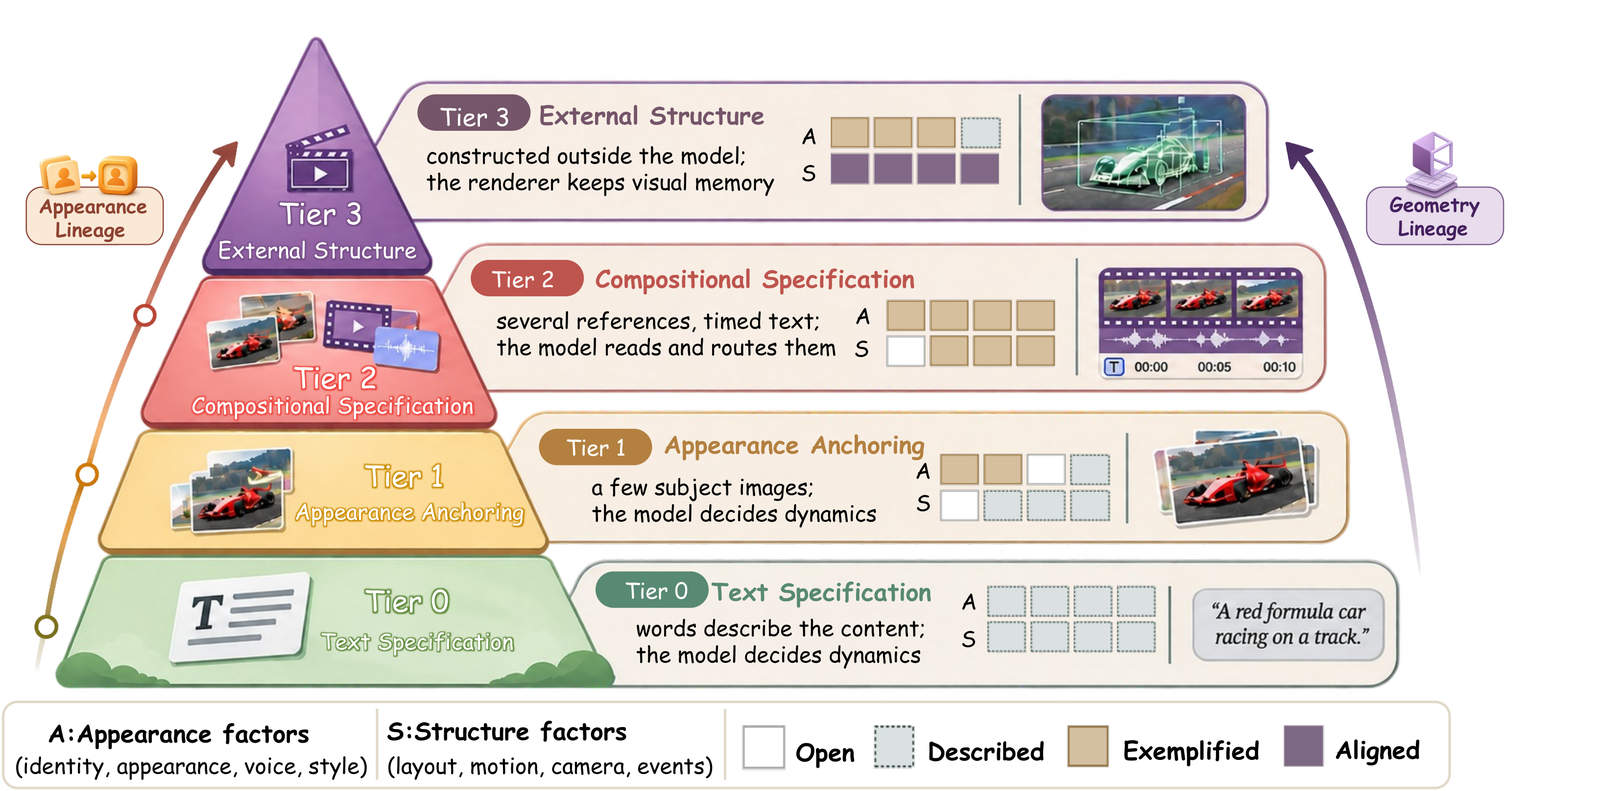 Tier 3 External Structure
constructed outside the model;
the renderer keeps visual memory
A
S
Appearance
Lineage
Tier 3
External Structure
Geometry
Lineage
Tier 2 Compositional Specification
several references, timed text;
the model reads and routes them
A
S
T 00:00 00:05 00:10
Tier 2
Compositional Specification
Tier 1 Appearance Anchoring
a few subject images;
the model decides dynamics
A
S
Tier 1
Appearance Anchoring
Tier 0 Text Specification
words describe the content;
the model decides dynamics
A
S
“A red formula car
racing on a track.”
T
Tier 0
Text Specification
A:Appearance factors
(identity, appearance, voice, style)
S:Structure factors
(layout, motion, camera, events)
Open
Described
Exemplified
Aligned